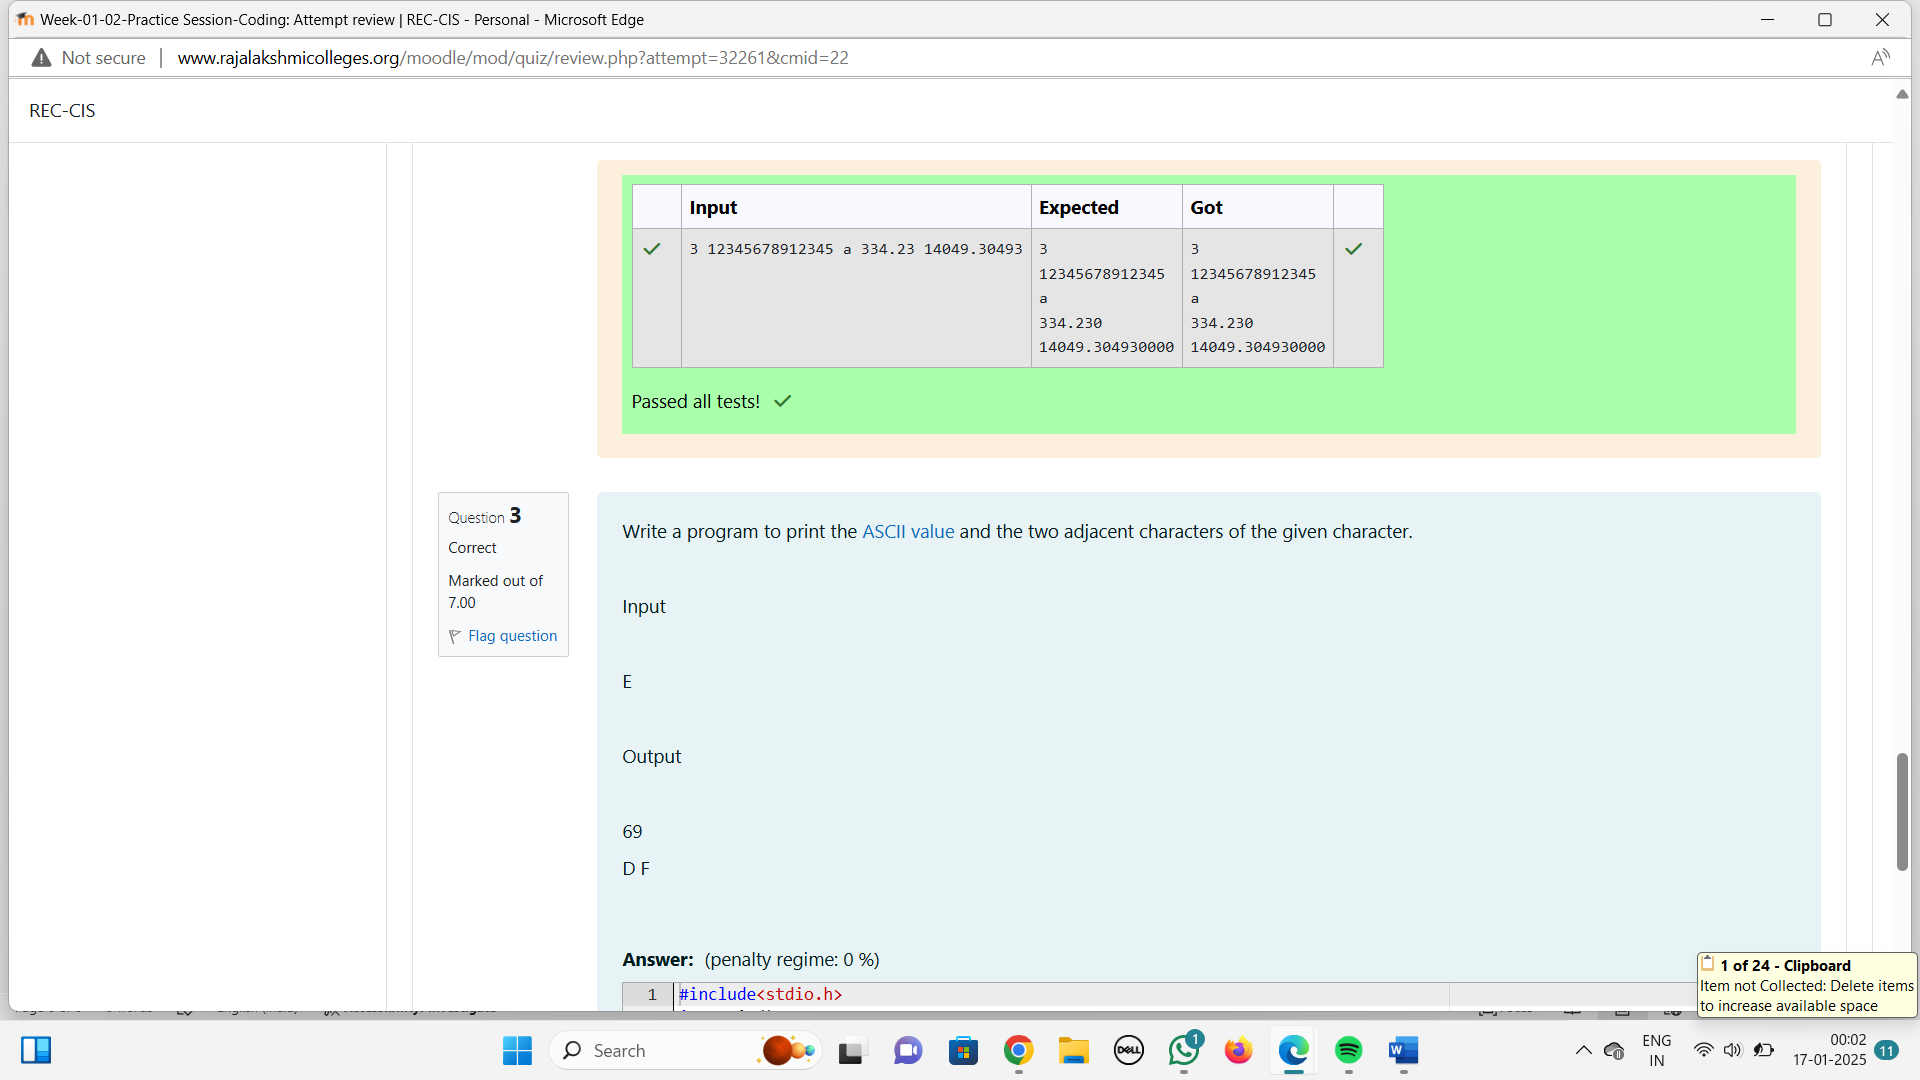 Week-01-02-Practice Session-Coding: Attempt review | REC-CIS - Personal - Microsoft Edge
Not secure | www.rajalakshmicolleges.org/moodle/mod/quiz/review.php?attempt=32261&cmid=22
REC-CIS
Input Expected Got
3 12345678912345 a 334.23 14049.30493 3 3
12345678912345 12345678912345
a a
334.230 334.230
14049.304930000 14049.304930000
Passed all tests!
Question 3
Correct
Marked out of
7.00
Flag question
Write a program to print the ASCII value and the two adjacent characters of the given character.
Input
E
Output
69
D F
Answer: (penalty regime: 0 %)
1 #include<stdio.h>
1 of 24 - Clipboard
Item not Collected: Delete items
to increase available space
Search
DELL
1
W
ENG
IN
00:02
17-01-2025
11